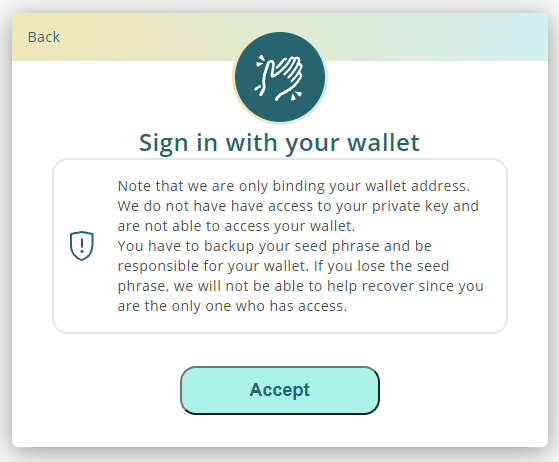 Back
Sign in with your wallet
Note that we are only binding your wallet address.
We do not have have access to your private key and
are not able to access your wallet.
You have to backup your seed phrase and be
responsible for your wallet. If you lose the seed
phrase, we will not be able to help recover since you
are the only one who has access.
Accept